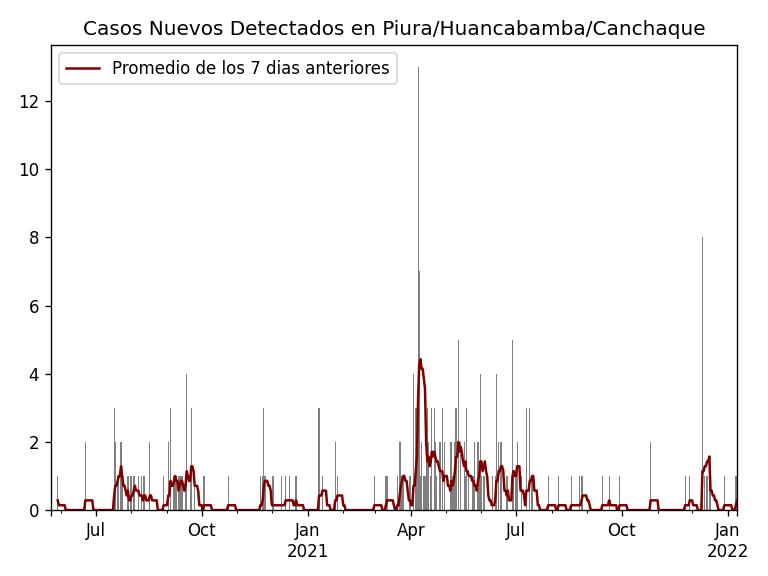 Casos Nuevos Detectados en Piura/Huancabamba/Canchaque
Promedio de los 7 dias anteriores
12
10
8
6
4
2
0
Jul Oct Jan Apr Jul Oct Jan
2021 2022